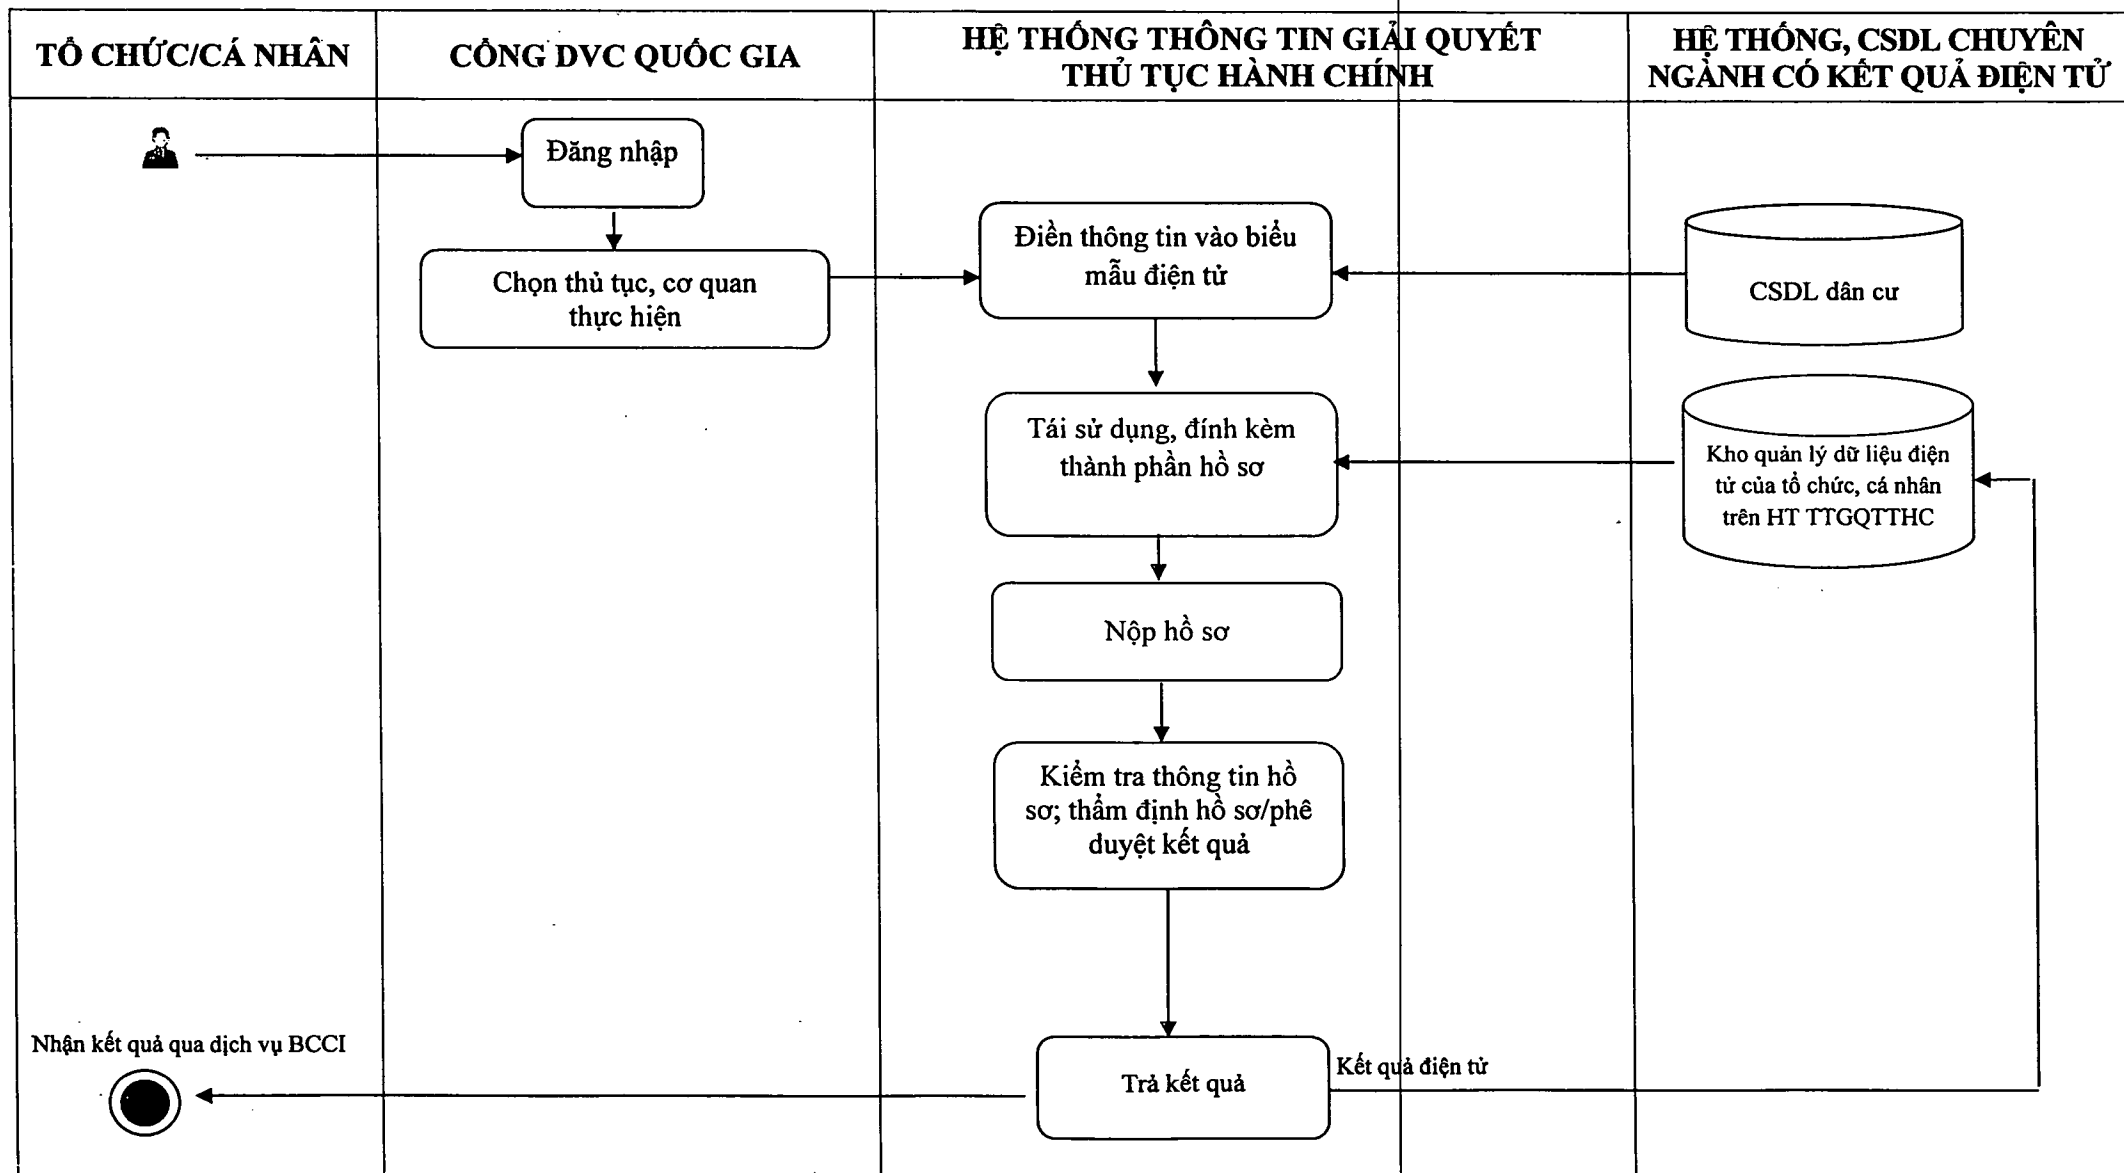 TỔ CHỨC/CÁ NHÂN
CỔNG DVC QUỐC GIA
HỆ THỐNG THÔNG TIN GIẢI QUYẾT
THỦ TỤC HÀNH CHÍNH
HỆ THỐNG, CSDL CHUYÊN
NGÀNH CÓ KẾT QUẢ ĐIỆN TỬ
Đăng nhập
Chọn thủ tục, cơ quan
thực hiện
Điền thông tin vào biểu
mẫu điện tử
CSDL dân cư
Tái sử dụng, đính kèm
thành phần hồ sơ
Kho quản lý dữ liệu điện
tử của tổ chức, cá nhân
trên HT TTGQTTHC
Nộp hồ sơ
Kiểm tra thông tin hồ
sơ; thẩm định hồ sơ/phê
duyệt kết quả
Nhận kết quả qua dịch vụ BCCI
Trả kết quả
Kết quả điện tử